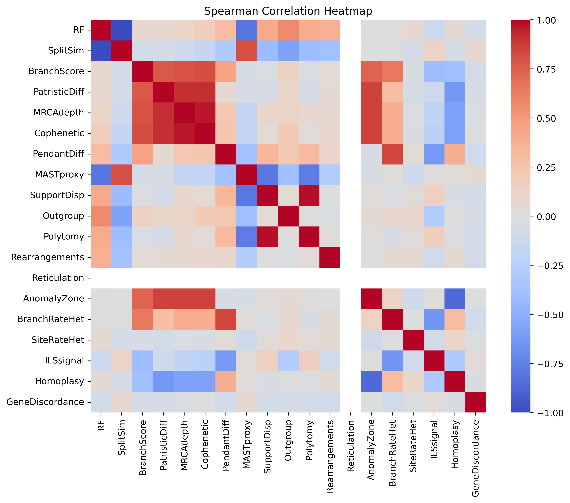 Spearman Correlation Heatmap
RF
SplitSim
BranchScore
PatristicDiff
MRCAdepth
Cophenetic
PendantDiff
MASTproxy
SupportDisp
Outgroup
Polytomy
Rearrangements
Reticulation
AnomalyZone
BranchRateHet
SiteRateHet
ILSsignal
Homoplasy
GeneDiscordance
RF
SplitSim
BranchScore
PatristicDiff
MRCAdepth
Cophenetic
PendantDiff
MASTproxy
SupportDisp
Outgroup
Polytomy
Rearrangements
Reticulation
AnomalyZone
BranchRateHet
SiteRateHet
ILSsignal
Homoplasy
GeneDiscordance
1.00
0.75
0.50
0.25
0.00
−0.25
−0.50
−0.75
−1.00